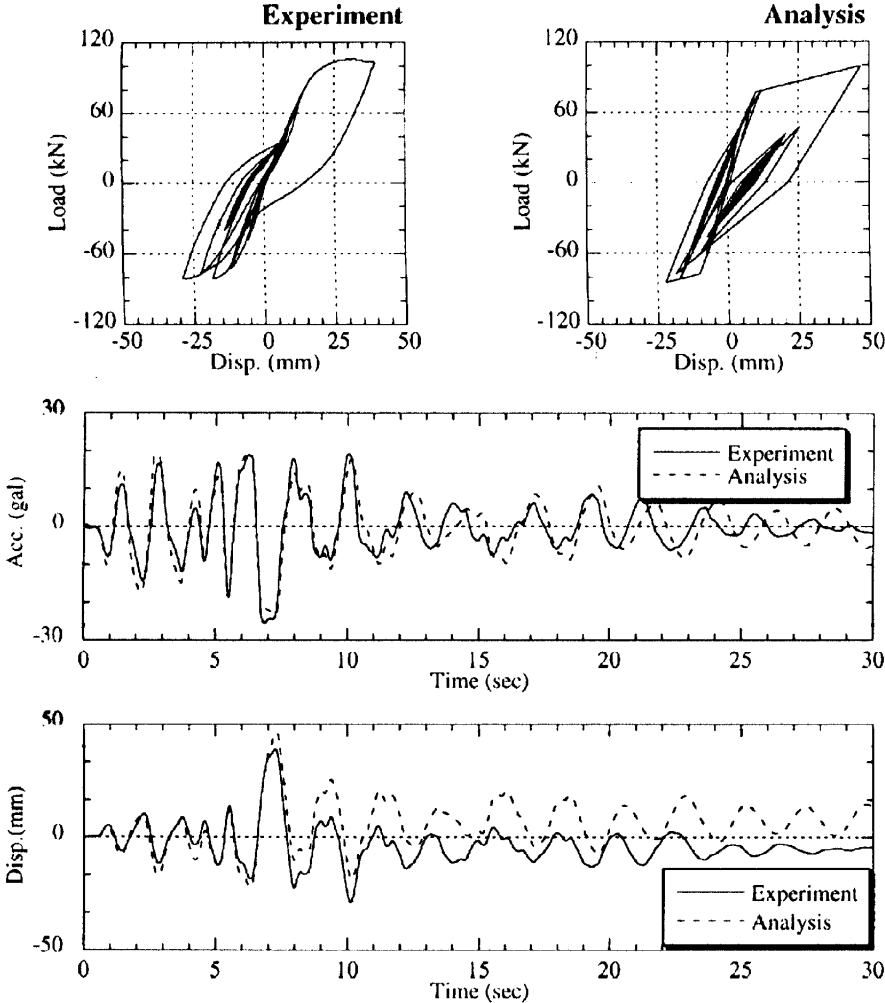 Experiment
Analysis
120
60
0
-60
-120
Load (kN)
-50
-25
0
25
50
Disp. (mm)
120
60
0
-60
-120
Load (kN)
-50
-25
0
25
50
Disp. (mm)
30
0
-30
Acc. (gal)
Experiment
Analysis
0
5
10
15
20
25
30
Time (sec)
50
0
-50
Disp.(mm)
Experiment
Analysis
0
5
10
15
20
25
30
Time (sec)